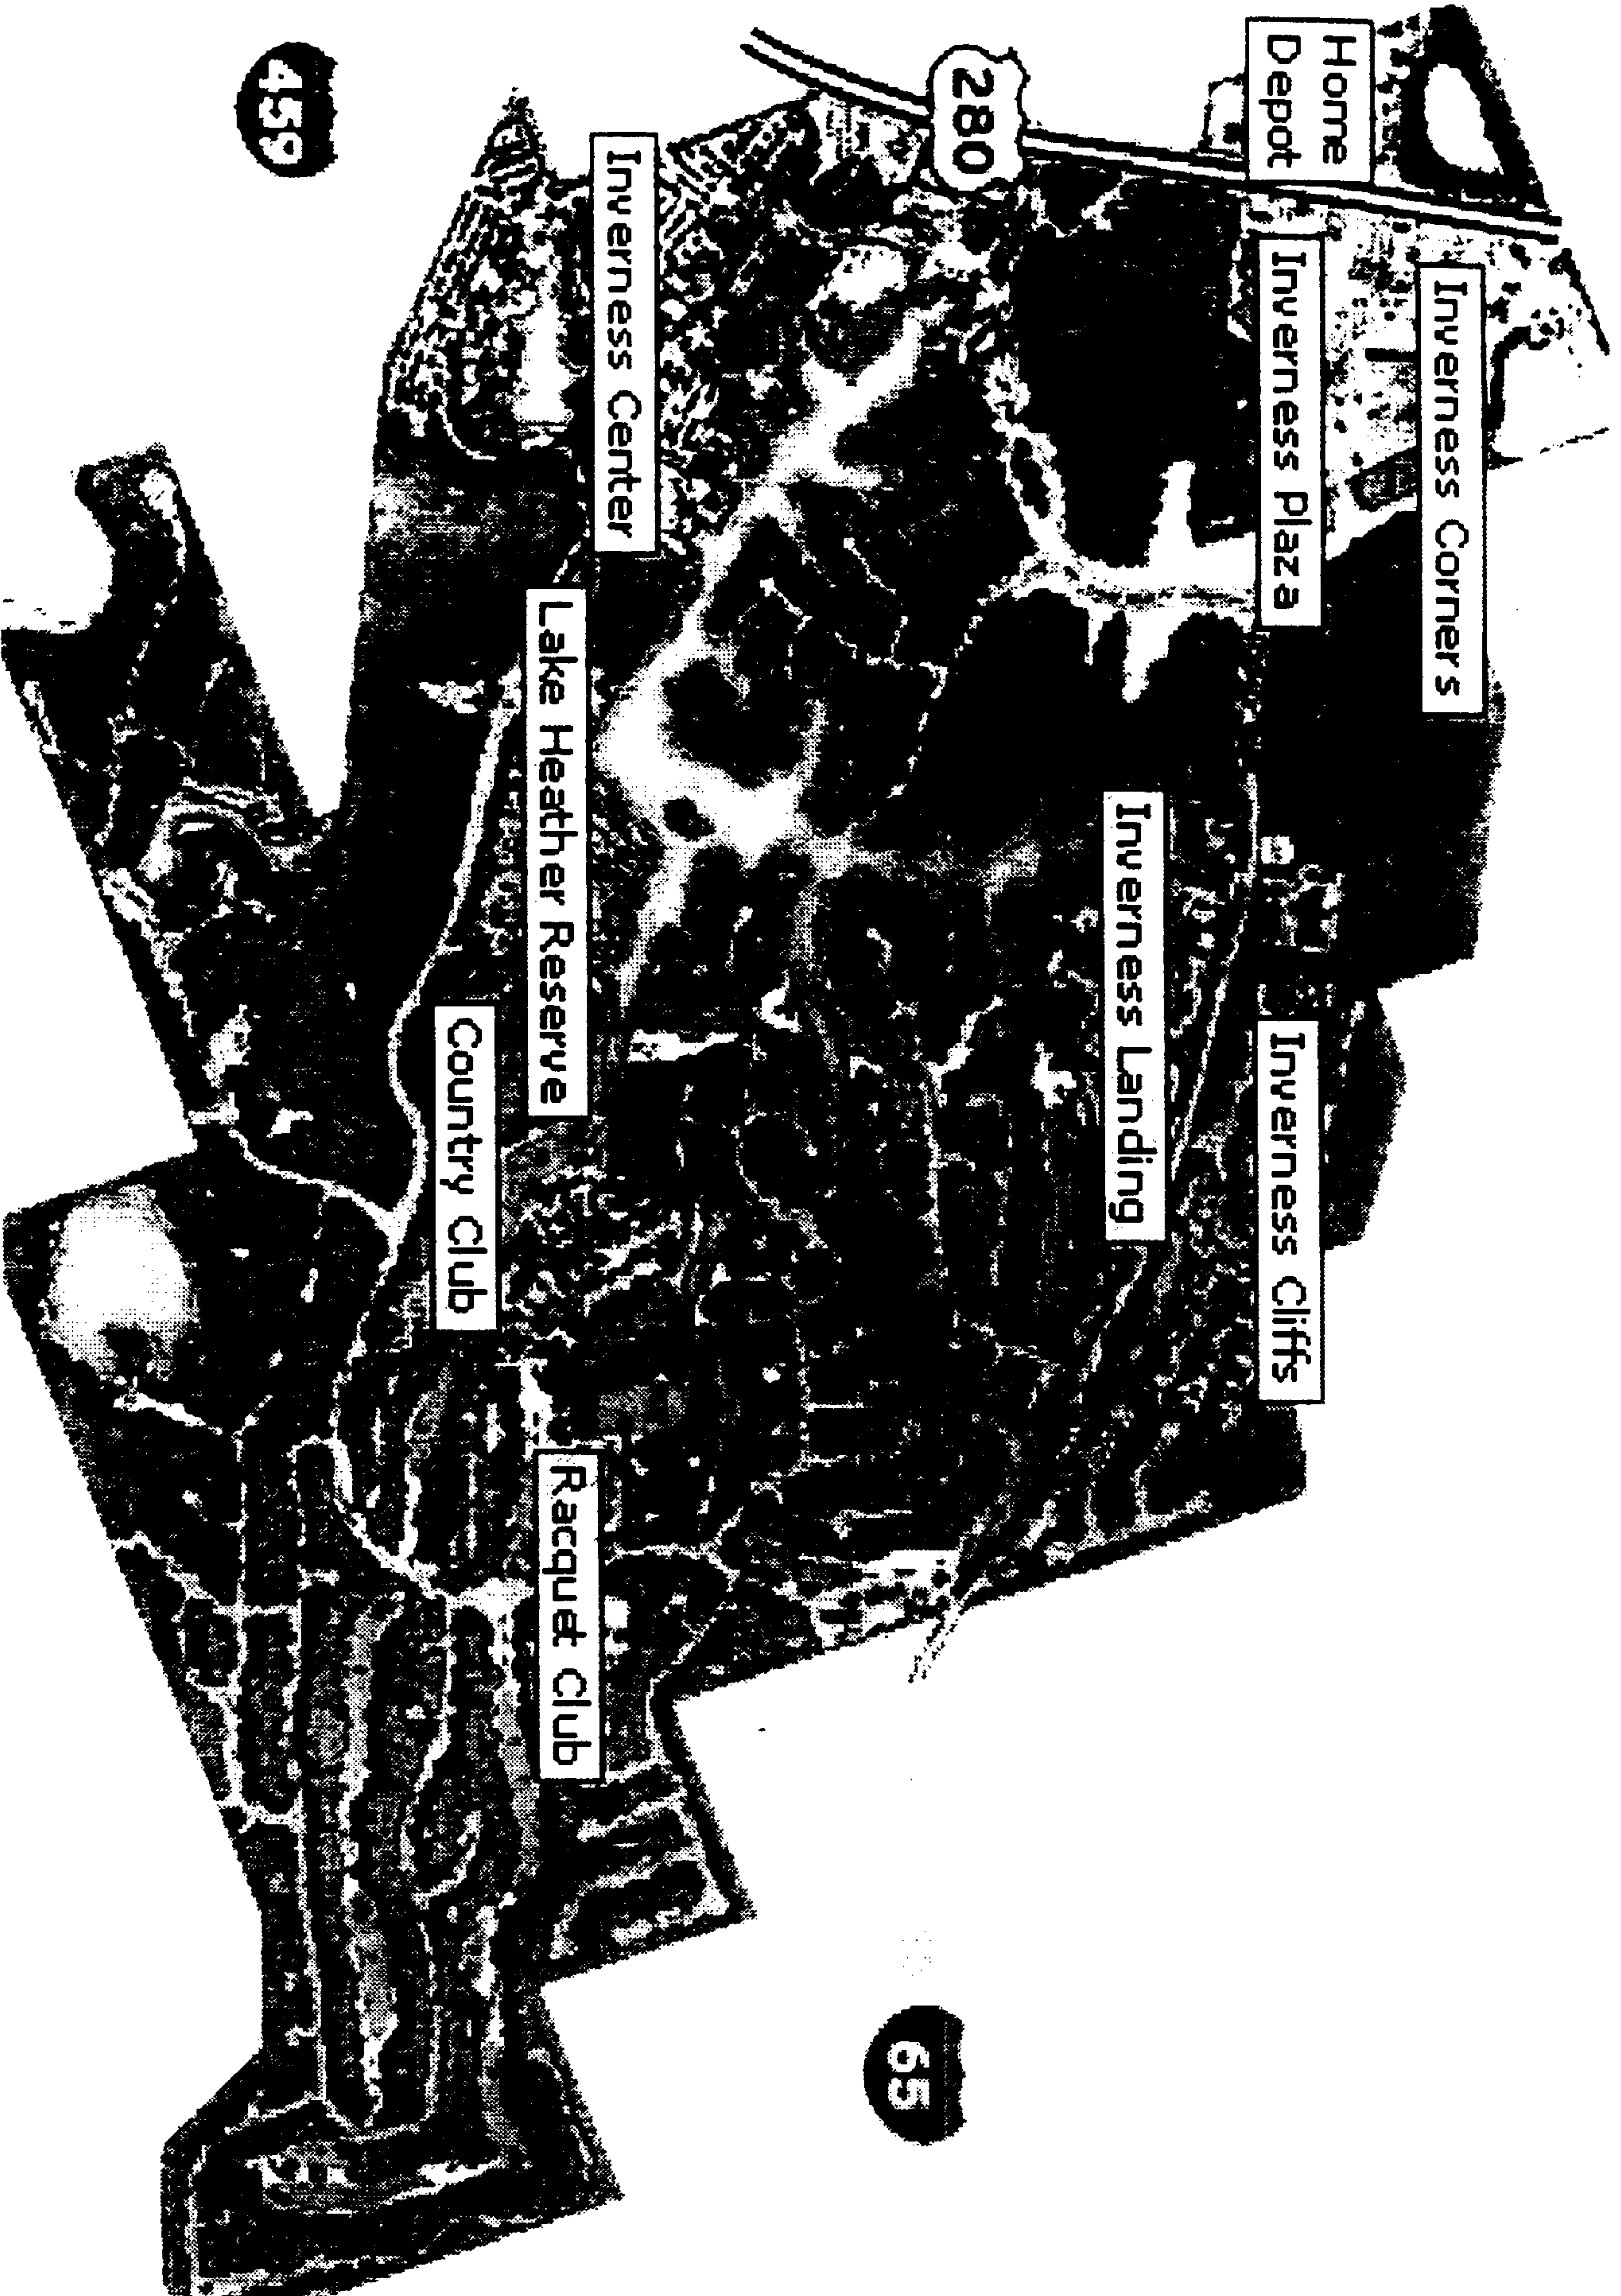 Inverness Corners
Home
Depot
Inverness Plaza
Inverness Cliffs
Inverness Landing
280
65
Inverness Center
Lake Heather Reserve
Racquet Club
Country Club
459